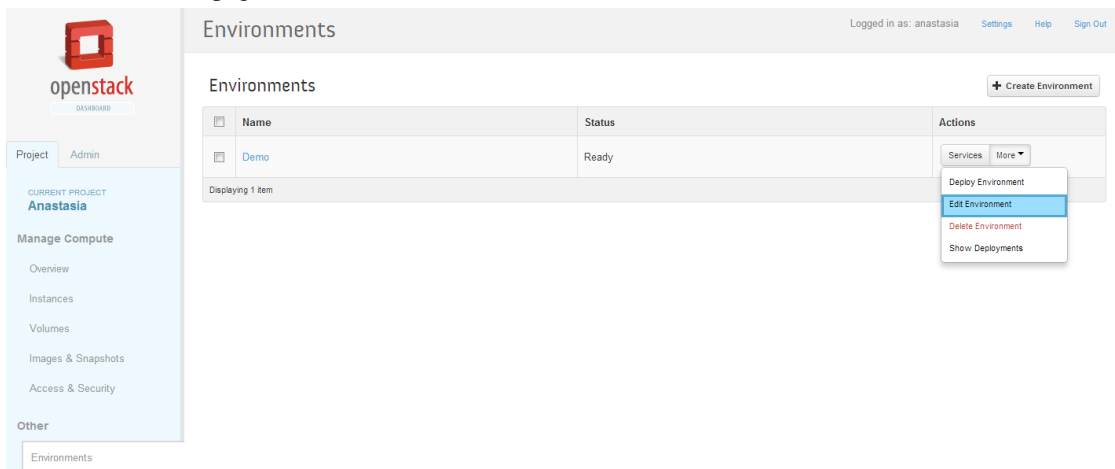 Environments
Logged in as: anastasia Settings Help Sign Out
openstack
DASHBOARD
Project Admin
CURRENT PROJECT
Anastasia
Manage Compute
Overview
Instances
Volumes
Images & Snapshots
Access & Security
Other
Environments
Environments
+ Create Environment
Name Status Actions
Demo Ready Services More
Displaying 1 item
Deploy Environment
Edit Environment
Delete Environment
Show Deployments